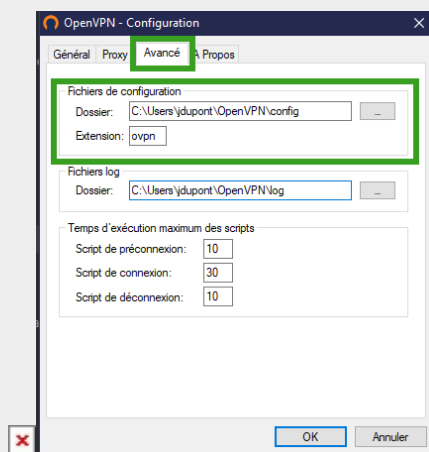 OpenVPN - Configuration
Général Proxy Avancé À Propos
Fichiers de configuration
Dossier: C:\Users\jdupont\OpenVPN\config ...
Extension: ovpn
Fichiers log
Dossier: C:\Users\jdupont\OpenVPN\log ...
Temps d'exécution maximum des scripts
Script de préconnexion: 10
Script de connexion: 30
Script de déconnexion: 10
OK Annuler